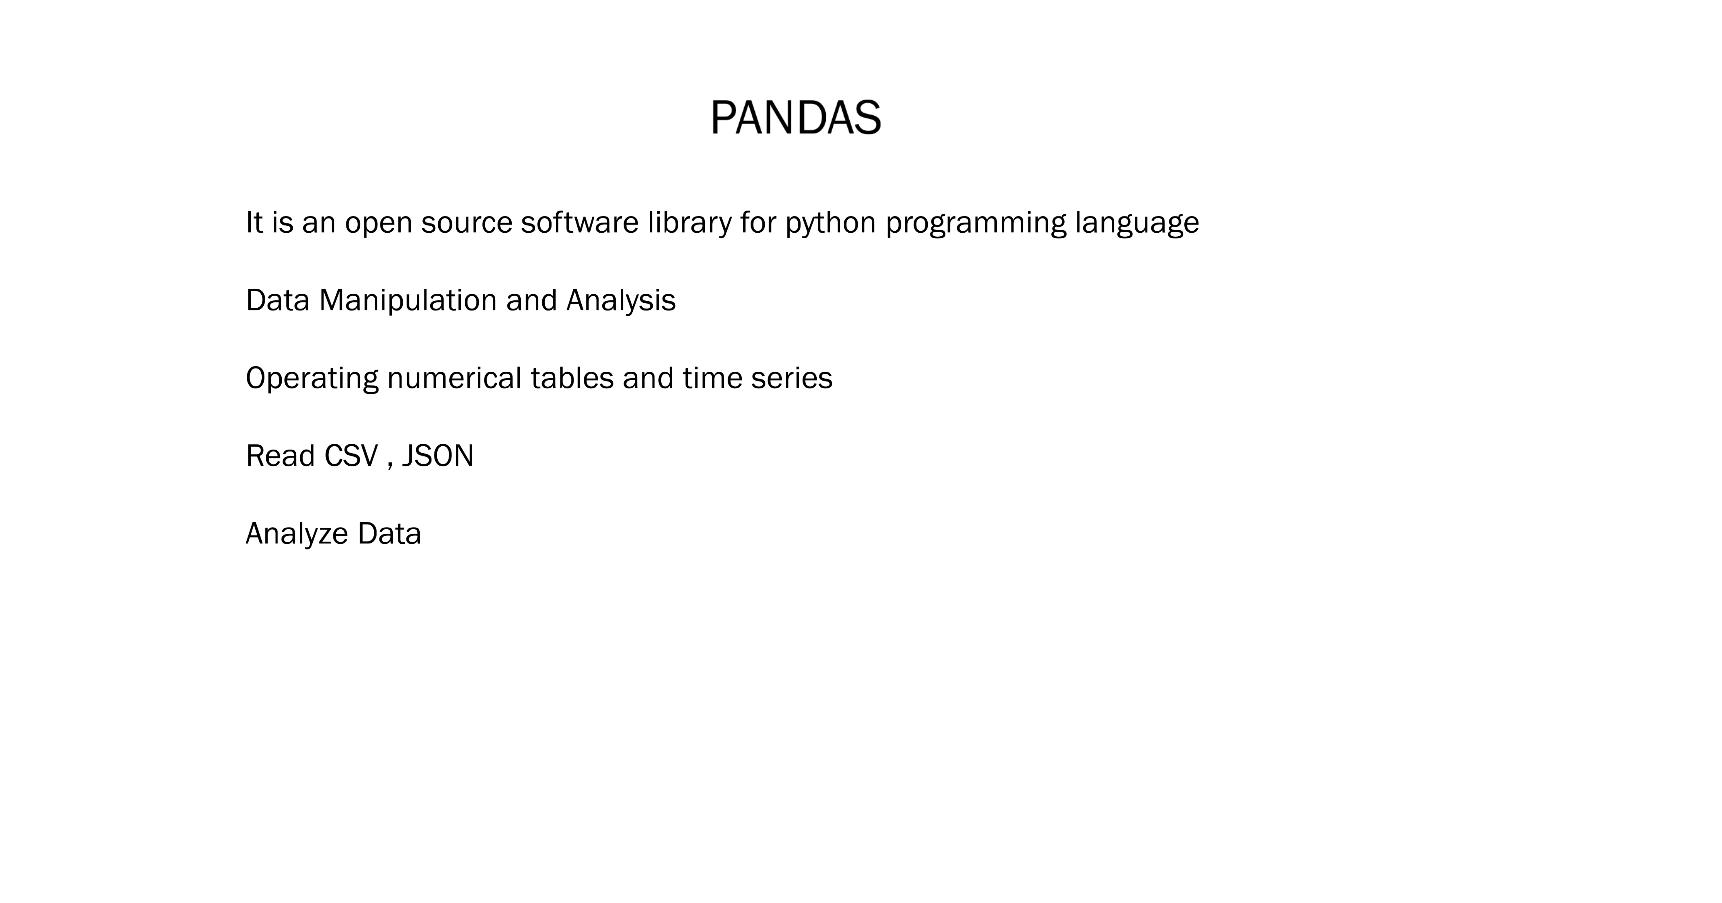 PANDAS
It is an open source software library for python programming language
Data Manipulation and Analysis
Operating numerical tables and time series
Read CSV , JSON
Analyze Data